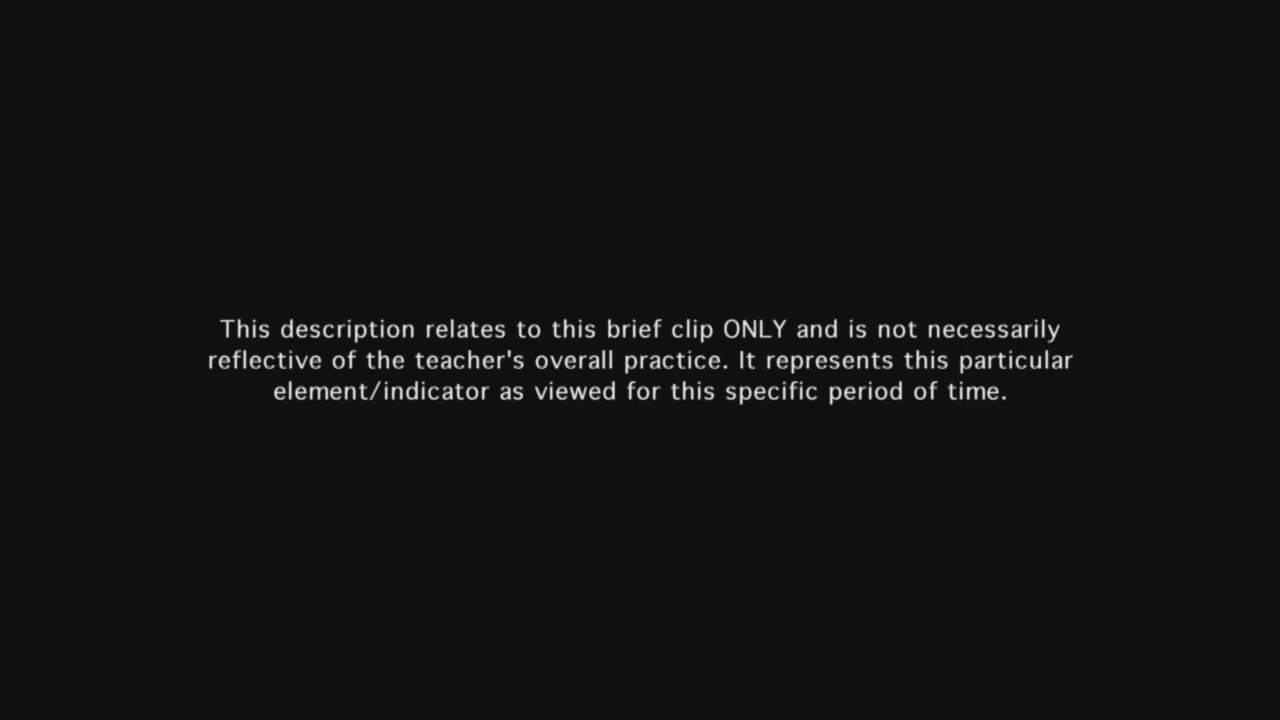 This description relates to this brief clip ONLY and is not necessarily
reflective of the teacher's overall practice. It represents this particular
element/indicator as viewed for this specific period of time.